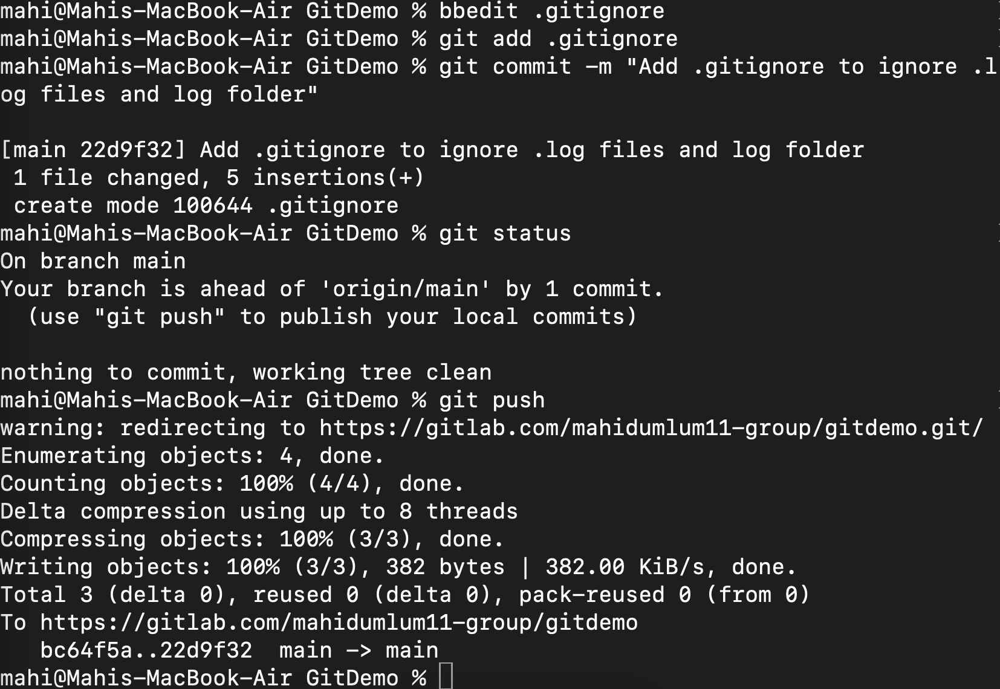 mahi@Mahis-MacBook-Air GitDemo % bbedit .gitignore
mahi@Mahis-MacBook-Air GitDemo % git add .gitignore
mahi@Mahis-MacBook-Air GitDemo % git commit -m "Add .gitignore to ignore .l
og files and log folder"
[main 22d9f32] Add .gitignore to ignore .log files and log folder
 1 file changed, 5 insertions(+)
 create mode 100644 .gitignore
mahi@Mahis-MacBook-Air GitDemo % git status
On branch main
Your branch is ahead of 'origin/main' by 1 commit.
  (use "git push" to publish your local commits)
nothing to commit, working tree clean
mahi@Mahis-MacBook-Air GitDemo % git push
warning: redirecting to https://gitlab.com/mahidumlum11-group/gitdemo.git/
Enumerating objects: 4, done.
Counting objects: 100% (4/4), done.
Delta compression using up to 8 threads
Compressing objects: 100% (3/3), done.
Writing objects: 100% (3/3), 382 bytes | 382.00 KiB/s, done.
Total 3 (delta 0), reused 0 (delta 0), pack-reused 0 (from 0)
To https://gitlab.com/mahidumlum11-group/gitdemo
   bc64f5a..22d9f32  main -> main
mahi@Mahis-MacBook-Air GitDemo %